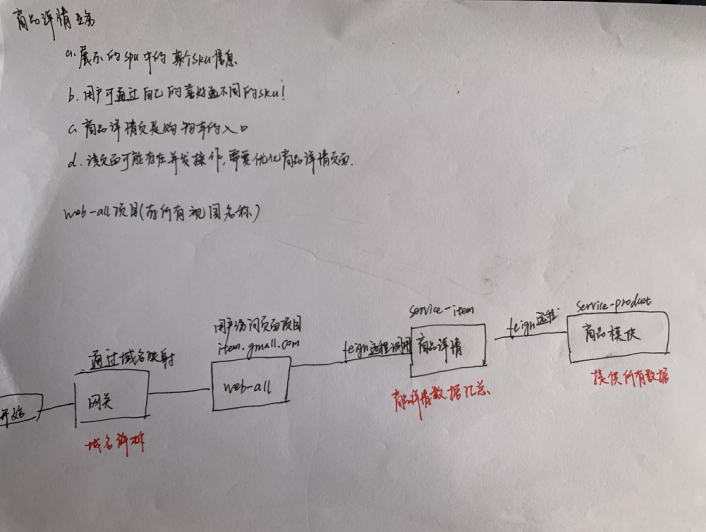 商品详情业务
a. 展示的spu中的某个sku信息
b. 用户可通过自己的喜好选不同的sku!
c. 商品详情页是购物车的入口
d. 该页面可能存在并发操作,需要优化商品详情页面.
web-all项目(存所有视图名称)
开始
通过域名映射
网关
域名解析
用户访问页面项目
item.gmall.com
web-all
feign远程调用
service-item
商品详情
商品详情数据汇总
feign远程
service-product
商品模块
提供所有数据